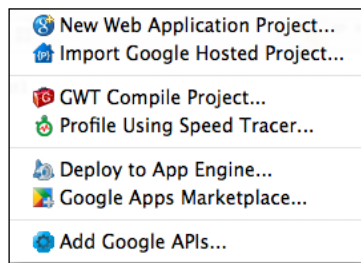 New Web Application Project...
Import Google Hosted Project...
GWT Compile Project...
Profile Using Speed Tracer...
Deploy to App Engine...
Google Apps Marketplace...
Add Google APIs...